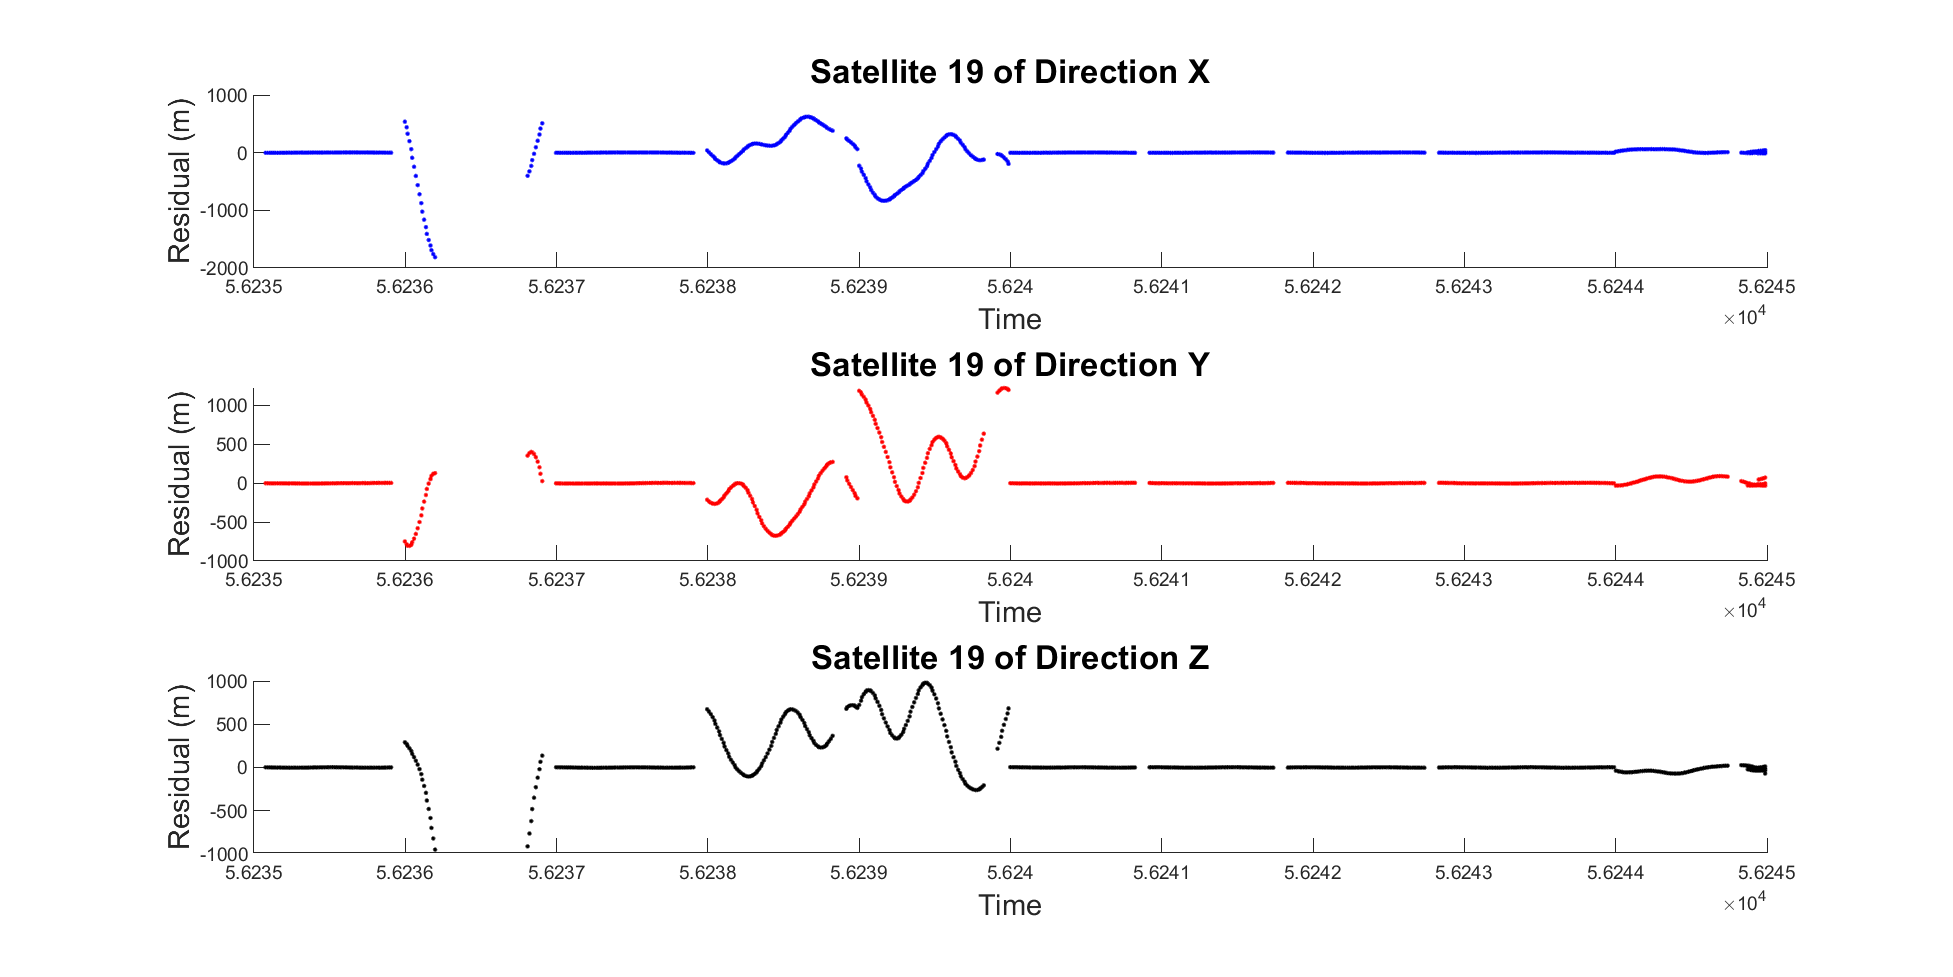 Satellite 19 of Direction X
Residual (m)
1000
0
-1000
-2000
5.6235 5.6236 5.6237 5.6238 5.6239 5.624 5.6241 5.6242 5.6243 5.6244 5.6245
Time
×10^4
Satellite 19 of Direction Y
Residual (m)
1000
500
0
-500
-1000
5.6235 5.6236 5.6237 5.6238 5.6239 5.624 5.6241 5.6242 5.6243 5.6244 5.6245
Time
×10^4
Satellite 19 of Direction Z
Residual (m)
1000
500
0
-500
-1000
5.6235 5.6236 5.6237 5.6238 5.6239 5.624 5.6241 5.6242 5.6243 5.6244 5.6245
Time
×10^4